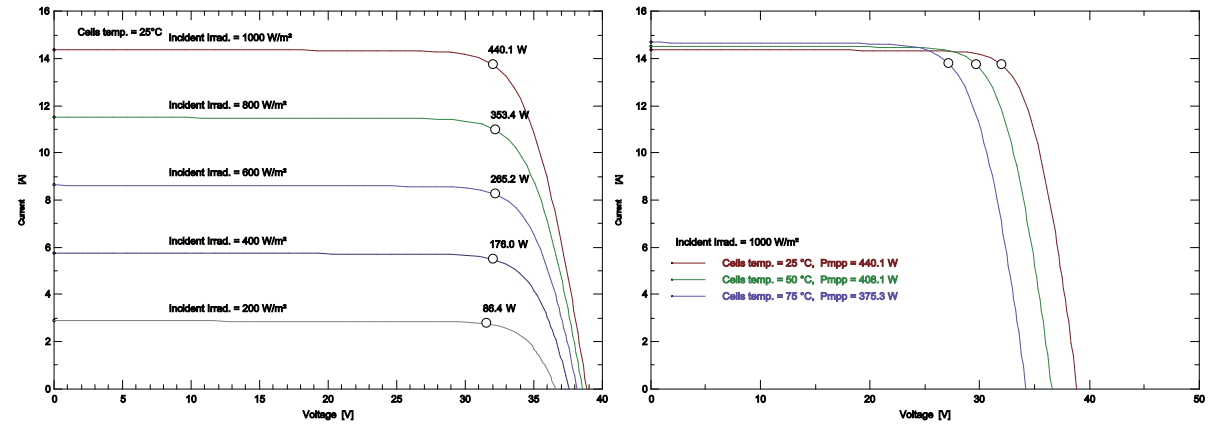 Cells temp. = 25°C
Incident Irrad. = 1000 W/m²
440.1 W
Incident Irrad. = 800 W/m²
353.4 W
Incident Irrad. = 600 W/m²
265.2 W
Incident Irrad. = 400 W/m²
176.0 W
Incident Irrad. = 200 W/m²
86.4 W
16
14
12
10
8
6
4
2
0
Current [A]
0 5 10 15 20 25 30 35 40
Voltage [V]
16
14
12
10
8
6
4
2
0
Current [A]
Incident Irrad. = 1000 W/m²
Cells temp. = 25 °C, Pmpp = 440.1 W
Cells temp. = 50 °C, Pmpp = 408.1 W
Cells temp. = 75 °C, Pmpp = 375.3 W
0 10 20 30 40 50
Voltage [V]